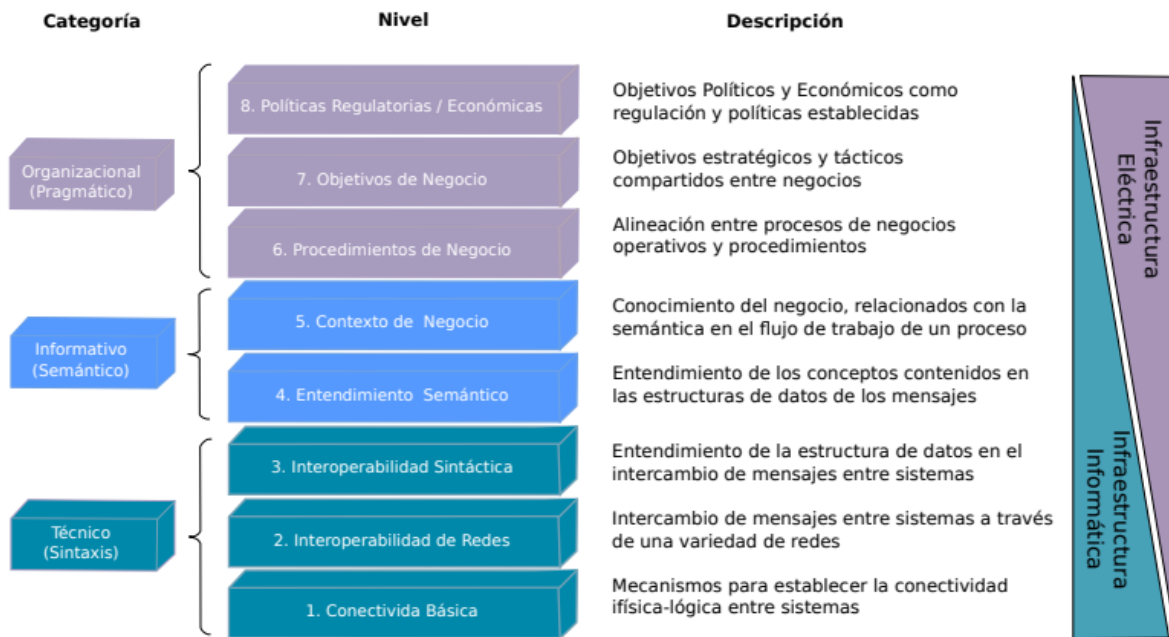 Categoría
Nivel
Descripción
Organizacional
(Pragmático)
8. Políticas Regulatorias / Económicas
Objetivos Políticos y Económicos como
regulación y políticas establecidas
7. Objetivos de Negocio
Objetivos estratégicos y tácticos
compartidos entre negocios
6. Procedimientos de Negocio
Alineación entre procesos de negocios
operativos y procedimientos
Informativo
(Semántico)
5. Contexto de Negocio
Conocimiento del negocio, relacionados con la
semántica en el flujo de trabajo de un proceso
4. Entendimiento Semántico
Entendimiento de los conceptos contenidos en
las estructuras de datos de los mensajes
Técnico
(Sintaxis)
3. Interoperabilidad Sintáctica
Entendimiento de la estructura de datos en el
intercambio de mensajes entre sistemas
2. Interoperabilidad de Redes
Intercambio de mensajes entre sistemas a través
de una variedad de redes
1. Conectivida Básica
Mecanismos para establecer la conectividad
ifísica-lógica entre sistemas
Infraestructura
Eléctrica
Infraestructura
Informática